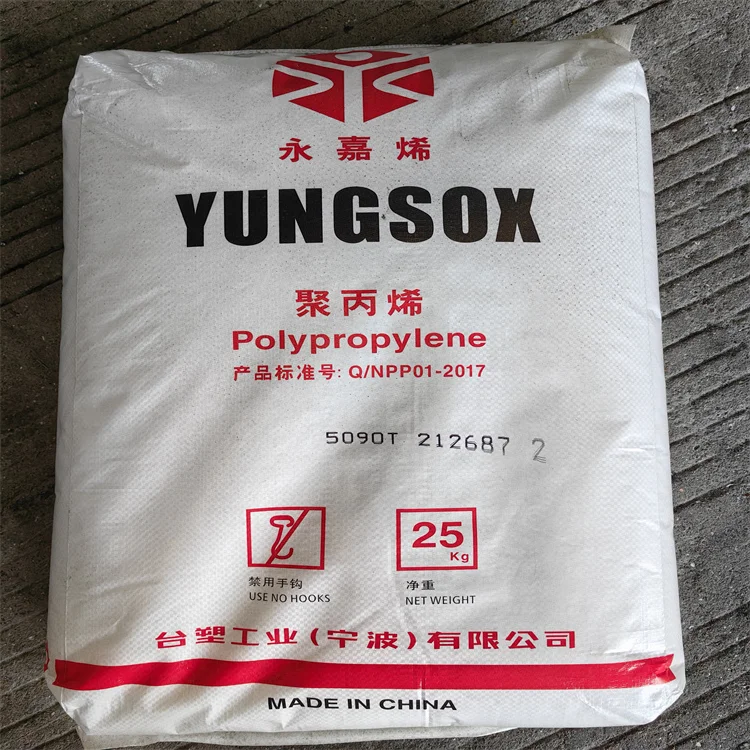 永嘉烯
YUNGSOX
聚丙烯
Polypropylene
产品标准号: Q/NPP01-2017
5090T 212687 2
25
Kg
禁用手钩
USE NO HOOKS
净重
NET WEIGHT
台塑工业(宁波)有限公司
MADE IN CHINA